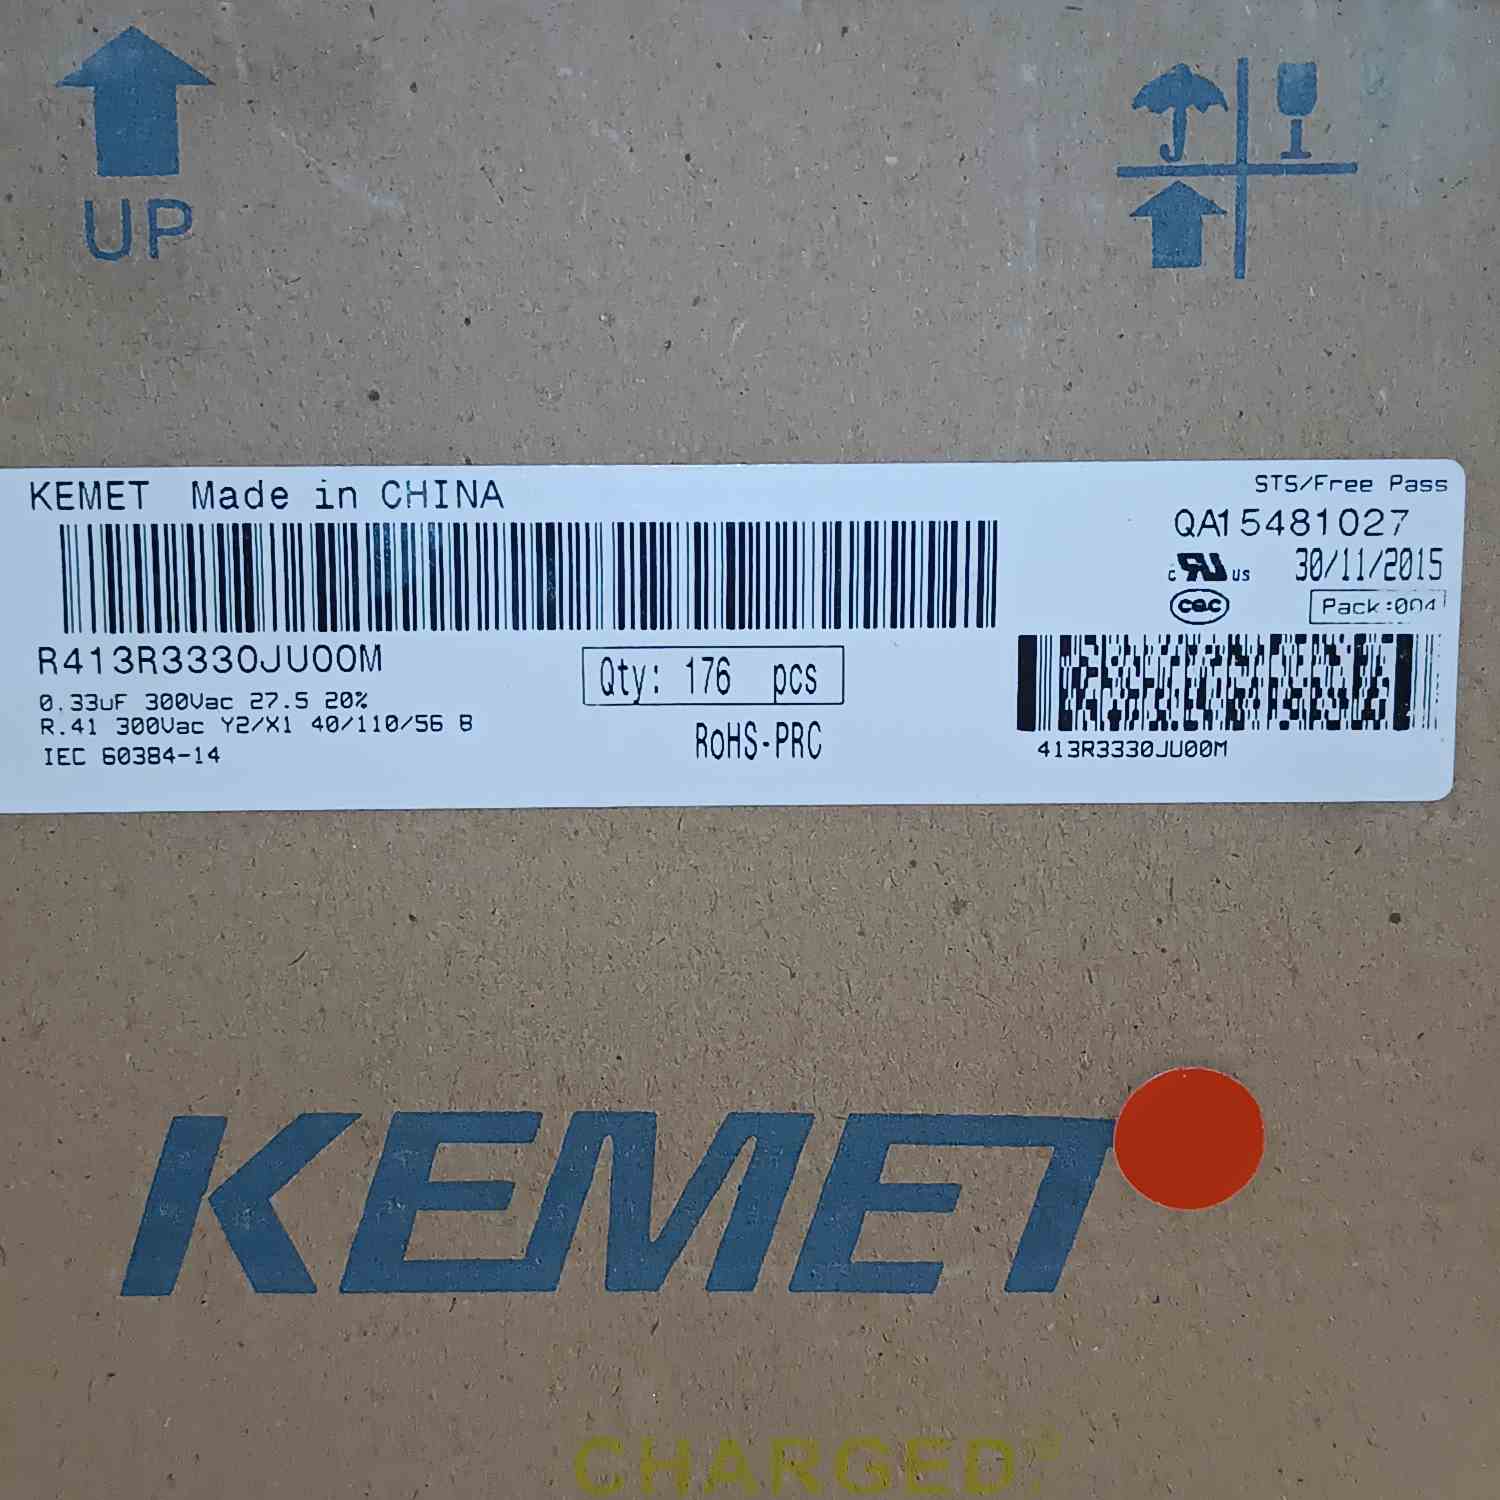 UP
KEMET Made in CHINA
STS/Free Pass
QA15481027
c RU us 30/11/2015
cqc Pack:004
R413R3330JU00M
Qty: 176 pcs
0.33uF 300Vac 27.5 20%
R.41 300Vac Y2/X1 40/110/56 B
IEC 60384-14
RoHS-PRC
413R3330JU00M
KEMET
CHARGED®